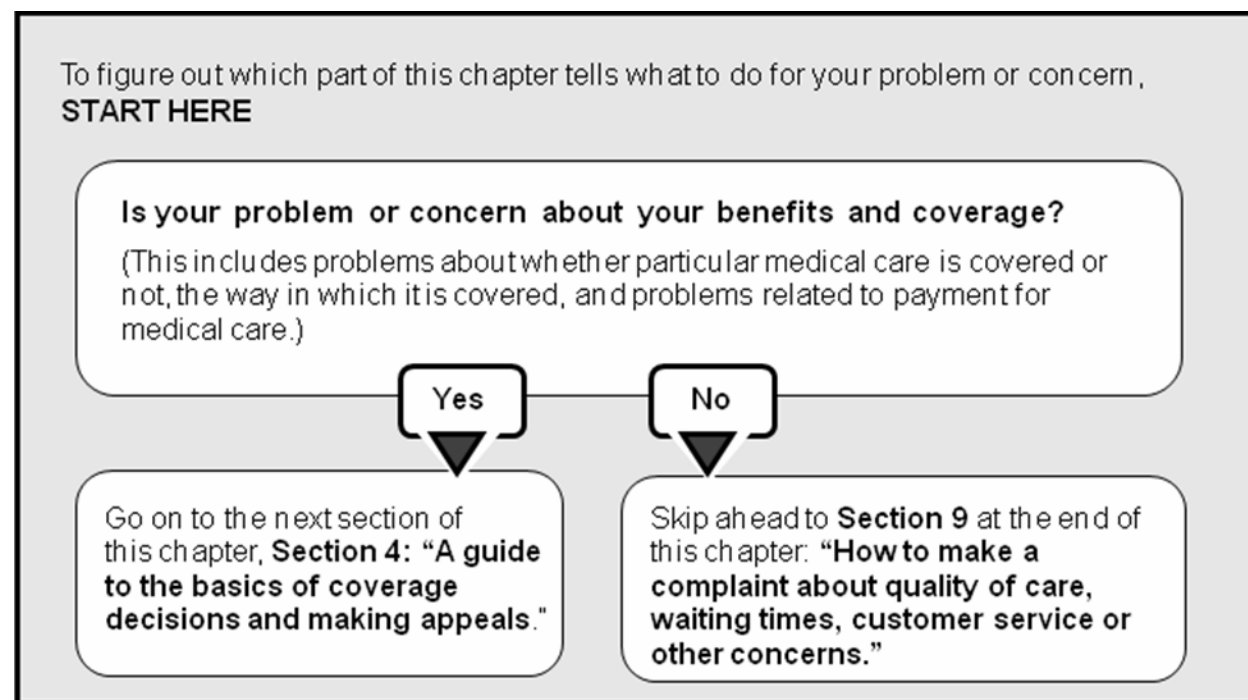 To figure out which part of this chapter tells what to do for your problem or concern,
START HERE
Is your problem or concern about your benefits and coverage?
(This includes problems about whether particular medical care is covered or
not, the way in which it is covered, and problems related to payment for
medical care.)
Yes
No
Go on to the next section of
this chapter, Section 4: “A guide
to the basics of coverage
decisions and making appeals."
Skip ahead to Section 9 at the end of
this chapter: “How to make a
complaint about quality of care,
waiting times, customer service or
other concerns.”